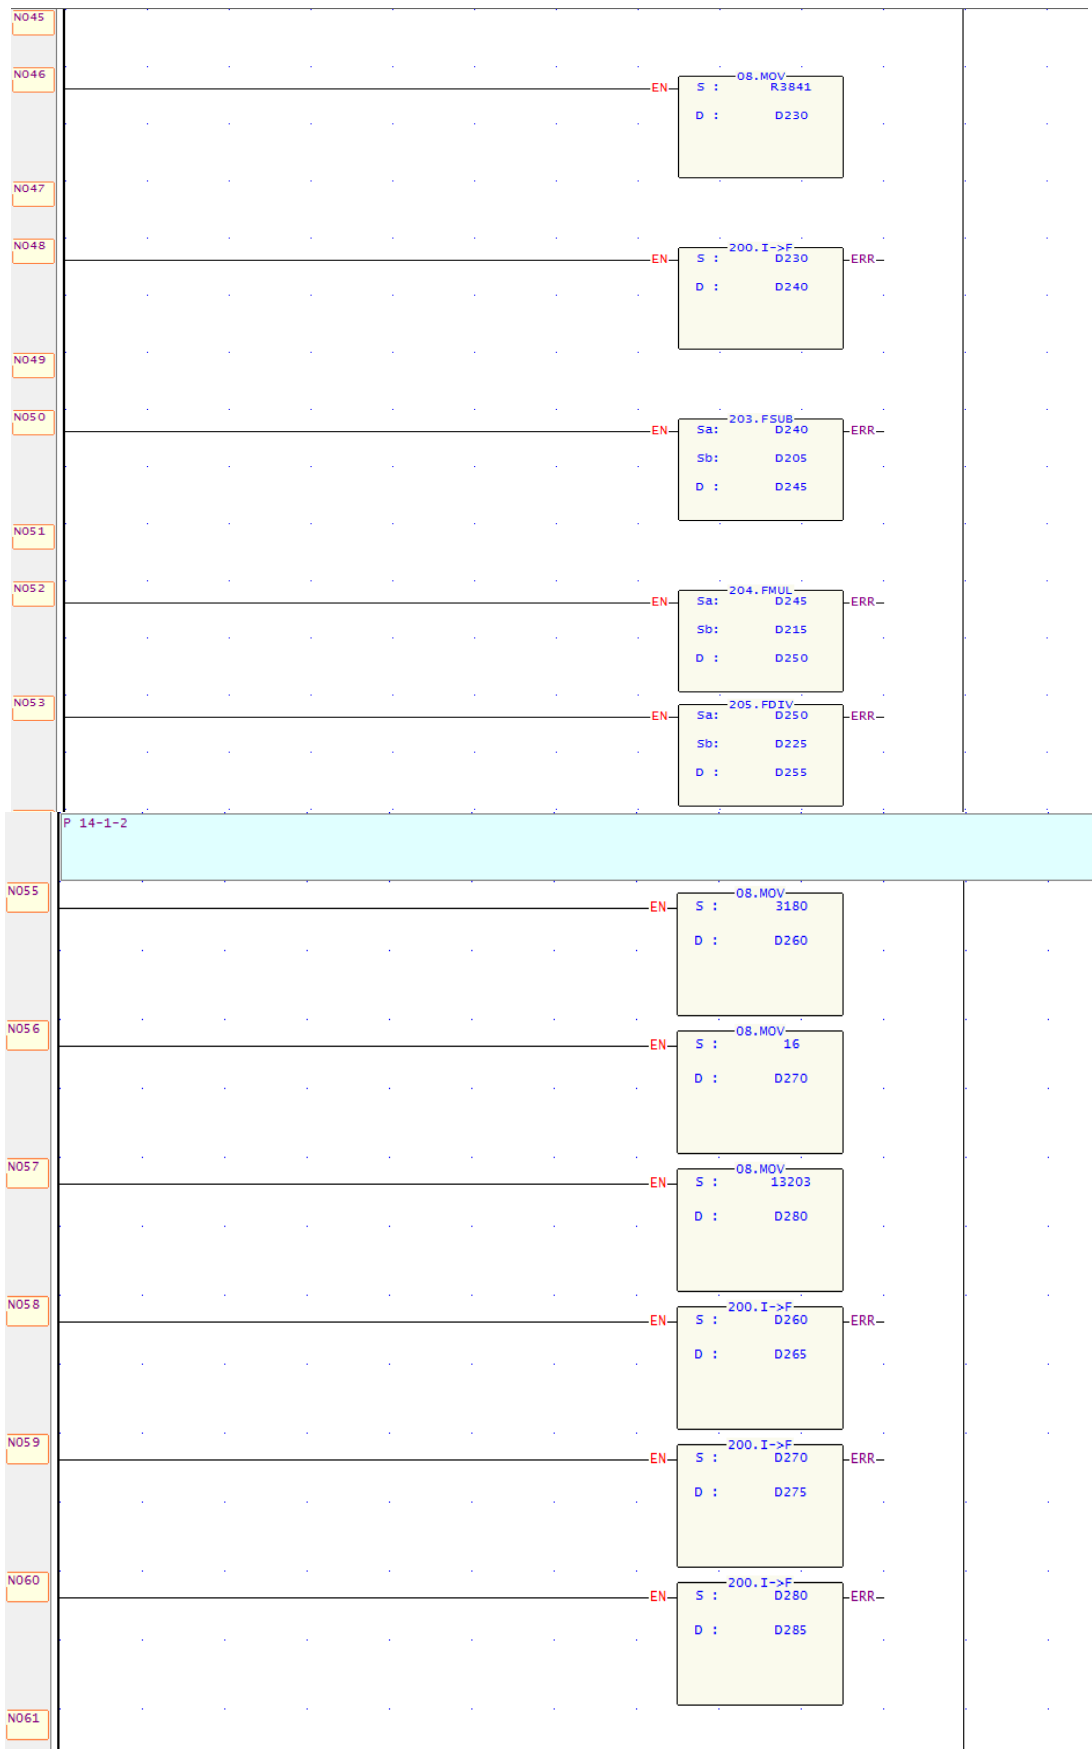 N045
N046
08.MOV
EN S : R3841
D : D230
N047
N048
200.I->F
EN S : D230 ERR
D : D240
N049
N050
203.FSUB
EN Sa: D240 ERR
Sb: D205
D : D245
N051
N052
204.FMUL
EN Sa: D245 ERR
Sb: D215
D : D250
N053
205.FDIV
EN Sa: D250 ERR
Sb: D225
D : D255
P 14-1-2
N055
08.MOV
EN S : 3180
D : D260
N056
08.MOV
EN S : 16
D : D270
N057
08.MOV
EN S : 13203
D : D280
N058
200.I->F
EN S : D260 ERR
D : D265
N059
200.I->F
EN S : D270 ERR
D : D275
N060
200.I->F
EN S : D280 ERR
D : D285
N061